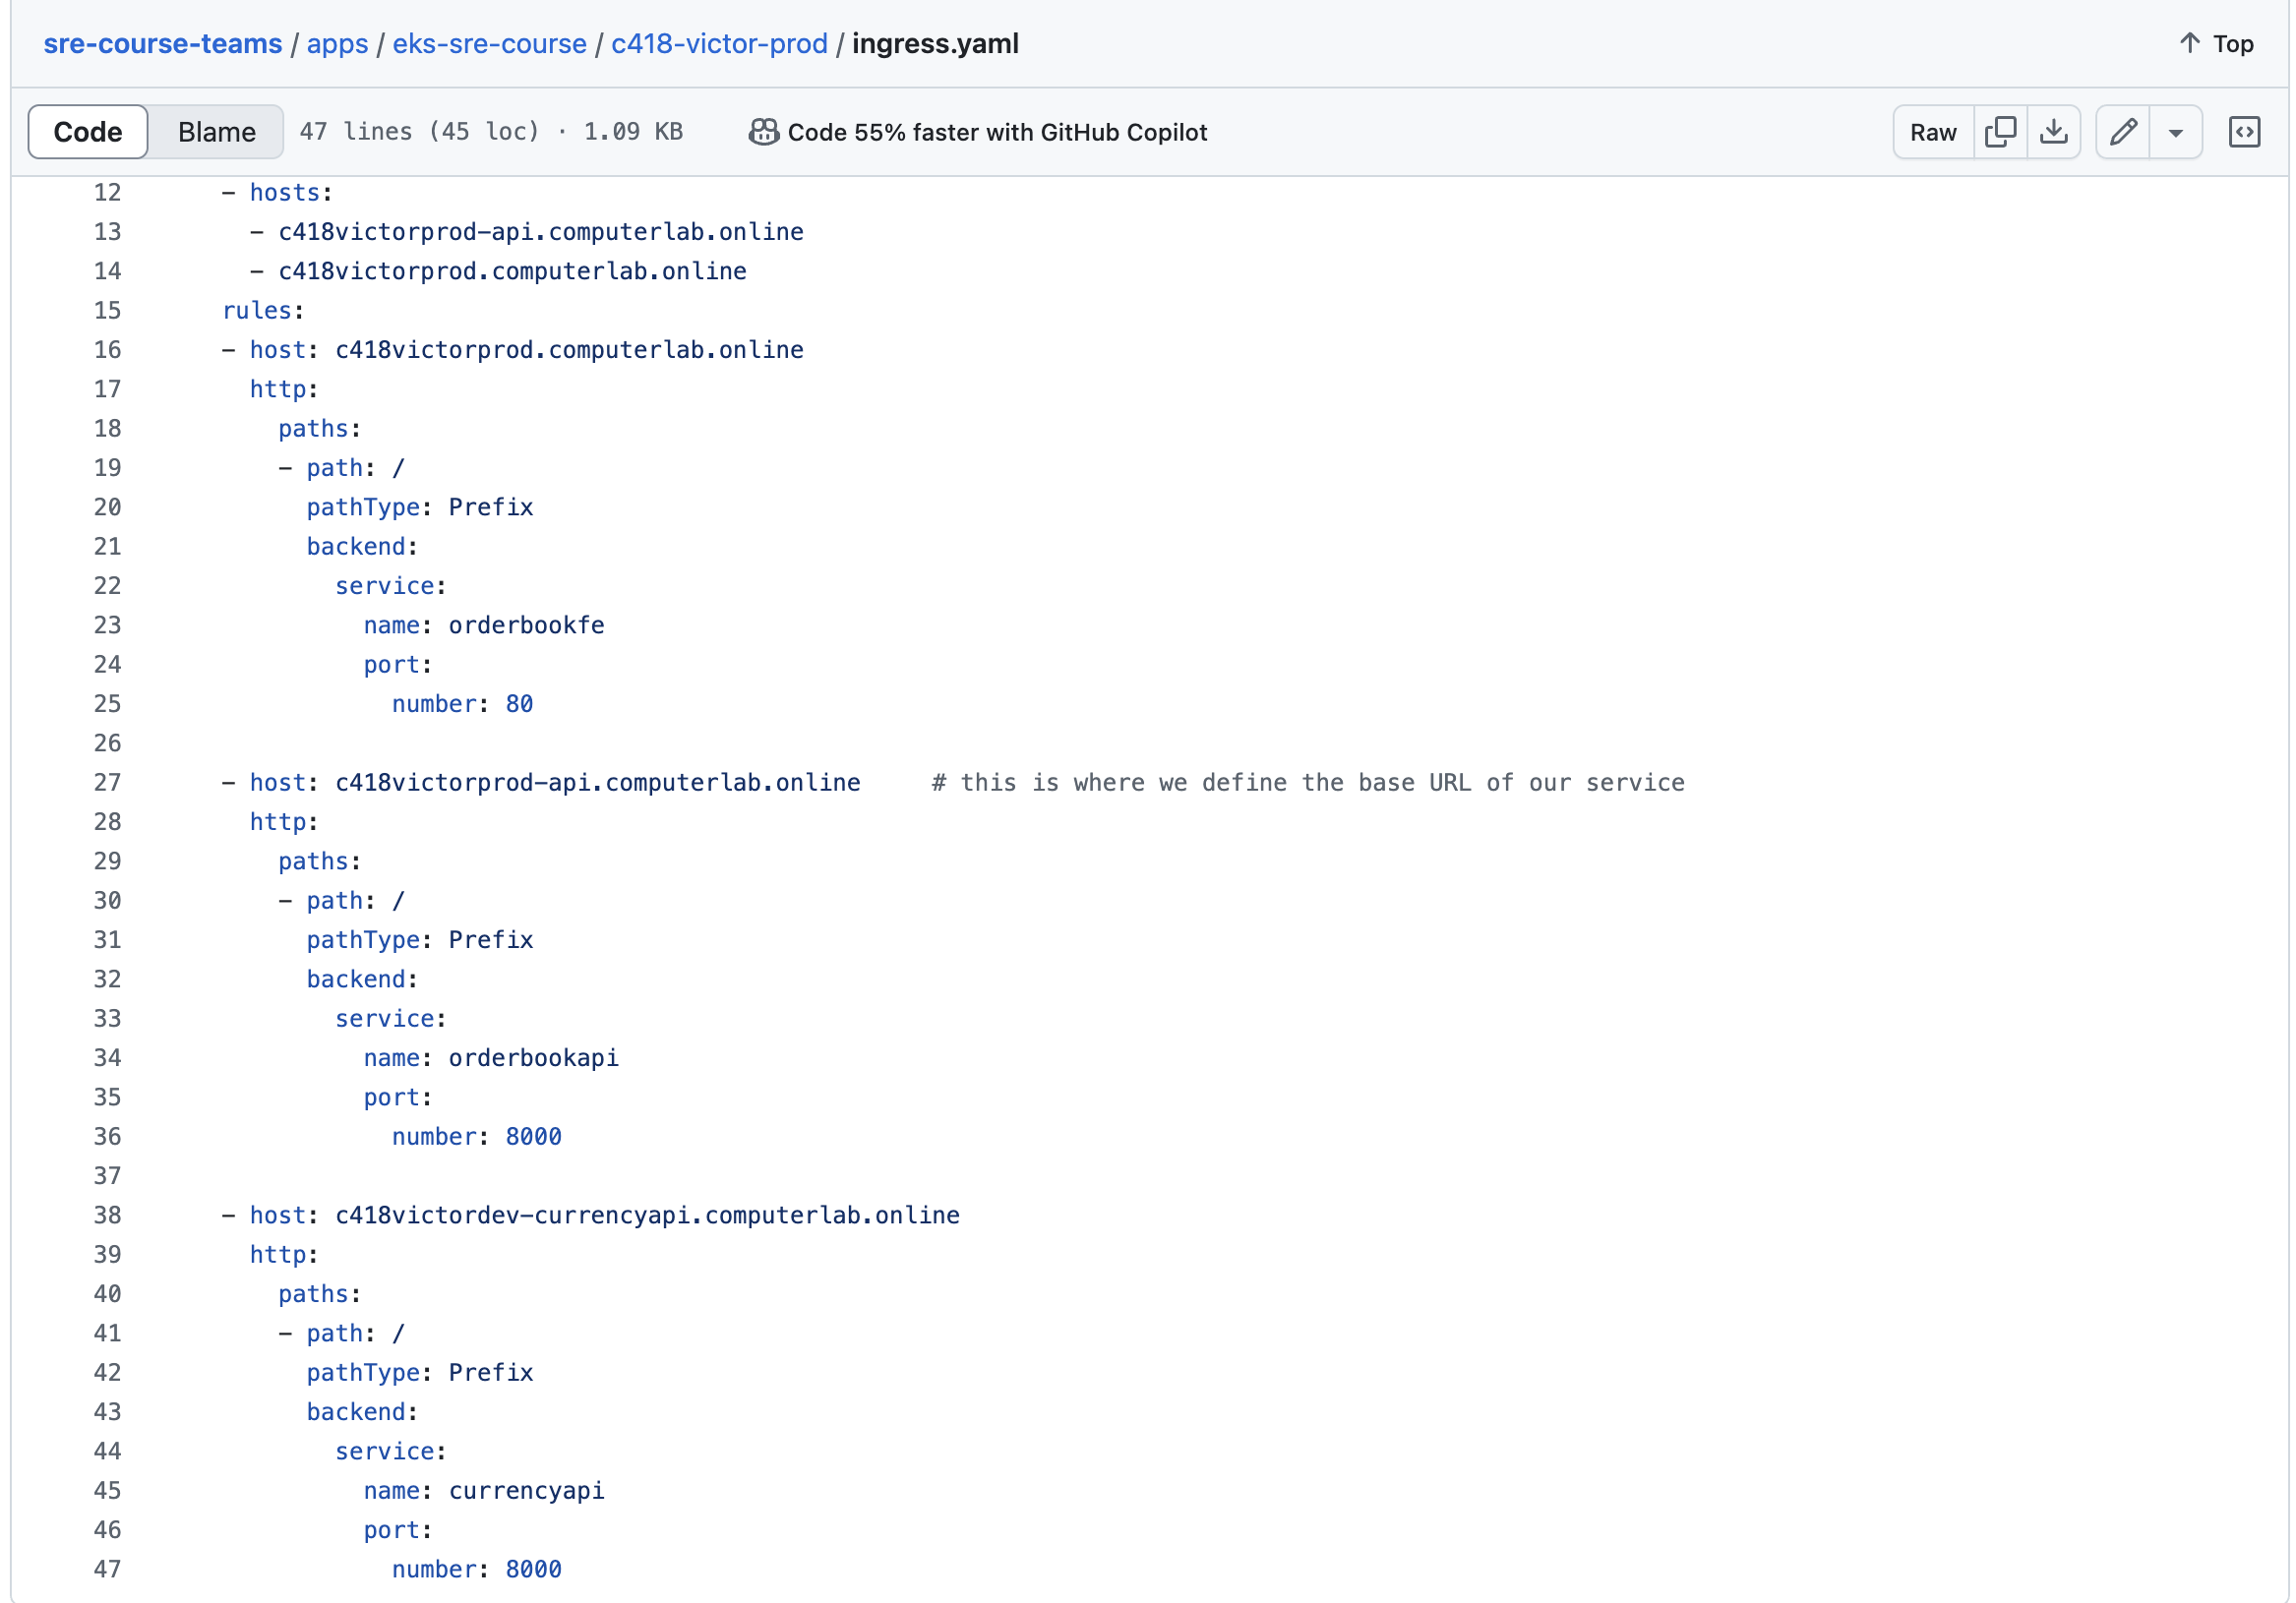 sre-course-teams / apps / eks-sre-course / c418-victor-prod / ingress.yaml
Top
Code Blame 47 lines (45 loc) · 1.09 KB Code 55% faster with GitHub Copilot Raw
12 - hosts:
13 - c418victorprod-api.computerlab.online
14 - c418victorprod.computerlab.online
15 rules:
16 - host: c418victorprod.computerlab.online
17 http:
18 paths:
19 - path: /
20 pathType: Prefix
21 backend:
22 service:
23 name: orderbookfe
24 port:
25 number: 80
26
27 - host: c418victorprod-api.computerlab.online # this is where we define the base URL of our service
28 http:
29 paths:
30 - path: /
31 pathType: Prefix
32 backend:
33 service:
34 name: orderbookapi
35 port:
36 number: 8000
37
38 - host: c418victordev-currencyapi.computerlab.online
39 http:
40 paths:
41 - path: /
42 pathType: Prefix
43 backend:
44 service:
45 name: currencyapi
46 port:
47 number: 8000